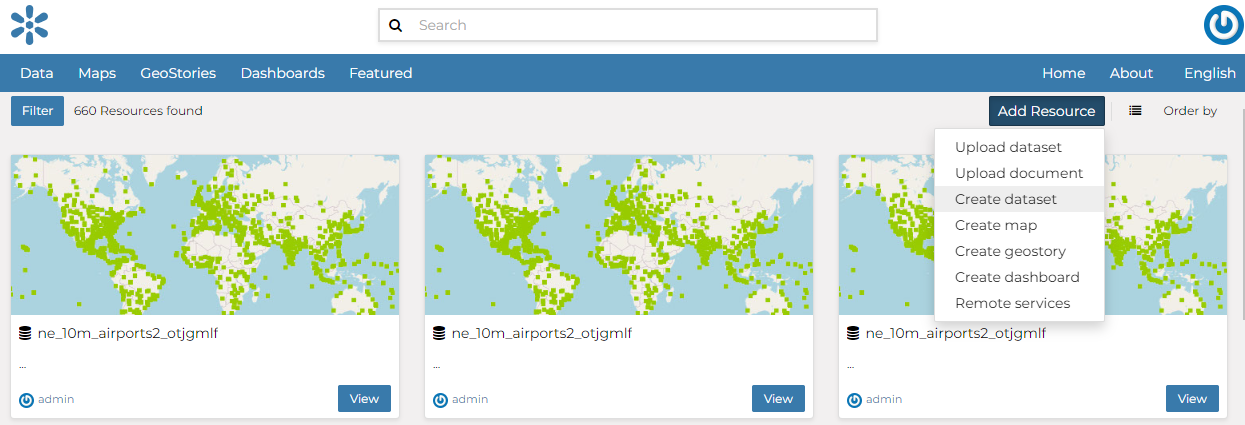 Search
Data Maps GeoStories Dashboards Featured Home About English
Filter 660 Resources found Add Resource Order by
Upload dataset
Upload document
Create dataset
Create map
Create geostory
Create dashboard
Remote services
ne_10m_airports2_otjgmlf ne_10m_airports2_otjgmlf ne_10m_airports2_otjgmlf
... ... ...
admin View admin View admin View